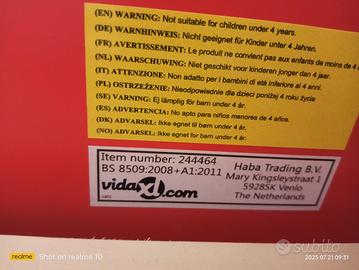 (EN) WARNING: Not suitable for children under 4 years.
(DE) WARNHINWEIS: Nicht geeignet für Kinder unter 4 Jahren.
(FR) AVERTISSEMENT: Le produit ne convient pas aux enfants de moins de 4
(NL) WAARSCHUWING: Niet geschikt voor kinderen jonger dan 4 jaar.
(IT) ATTENZIONE: Non adatto per i bambini di età inferiore ai 4 anni.
(PL) OSTRZEŻENIE: Nieodpowiednie dla dzieci poniżej 4 roku życia
(SE) VARNING: Ej lämplig för barn under 4 år.
(ES) ADVERTENCIA: No apto para niños menores de 4 años.
(DK) ADVARSEL: Ikke egnet til børn under 4 år.
(NO) ADVARSEL: Ikke egnet for barn under 4 år.
Item number: 244464
BS 8509:2008+A1:2011
vidaXL.com
Haba Trading B.V.
Mary Kingsleystraat 1
5928SK Venlo
The Netherlands
realme
Shot on realme 10
subito
2025.07.21 09:31